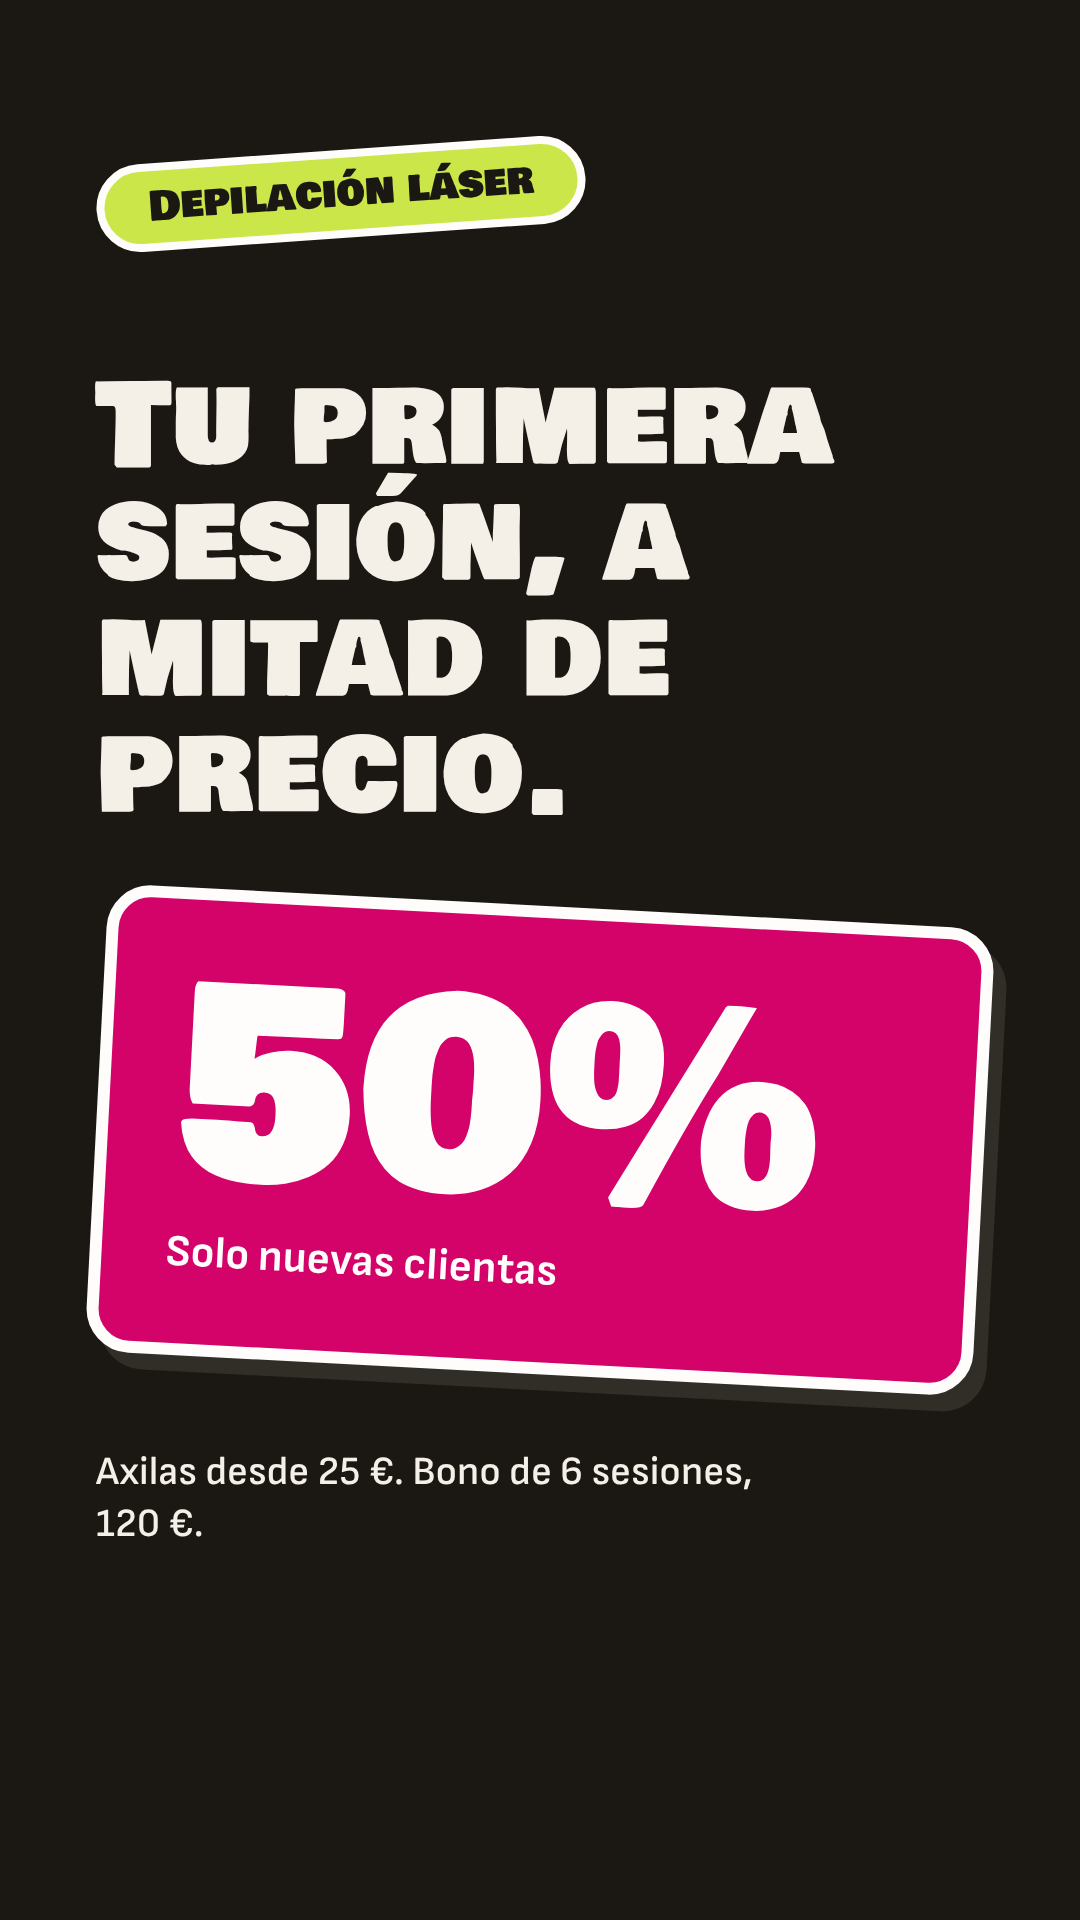 Depilación láser
Tu primera
sesión, a
mitad de
precio.
50%
Solo nuevas clientas
Axilas desde 25 €. Bono de 6 sesiones,
120 €.